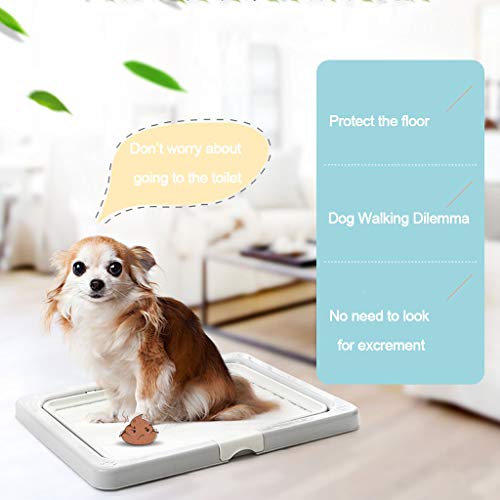 Don't worry about
going to the toilet
Protect the floor
Dog Walking Dilemma
No need to look
for excrement